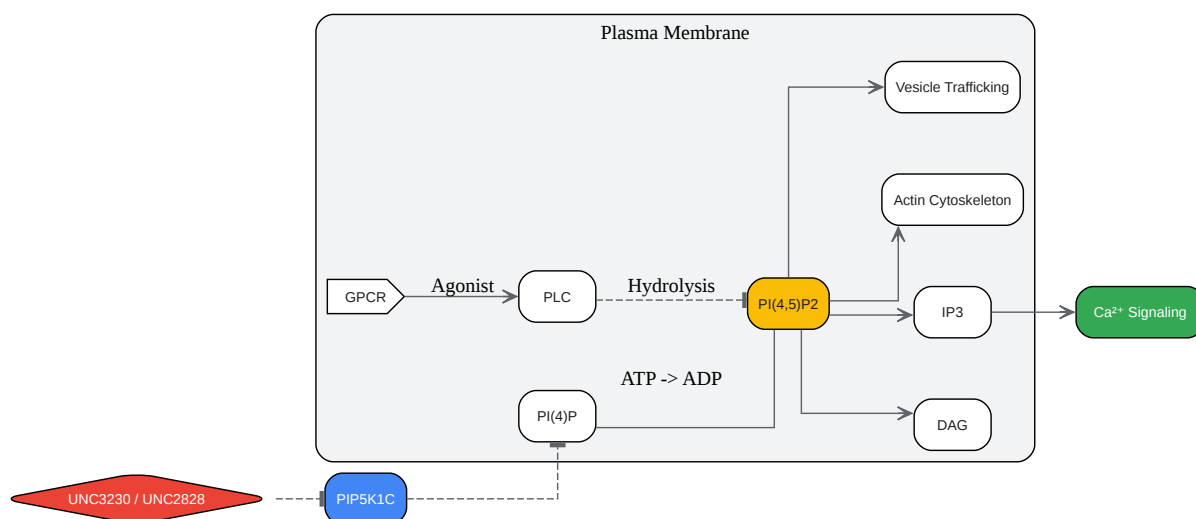 Plasma Membrane
Vesicle Trafficking
Actin Cytoskeleton
GPCR
Agonist
PLC
Hydrolysis
PI(4,5)P2
IP3
Ca²⁺ Signaling
ATP -> ADP
PI(4)P
DAG
UNC3230 / UNC2828
PIP5K1C